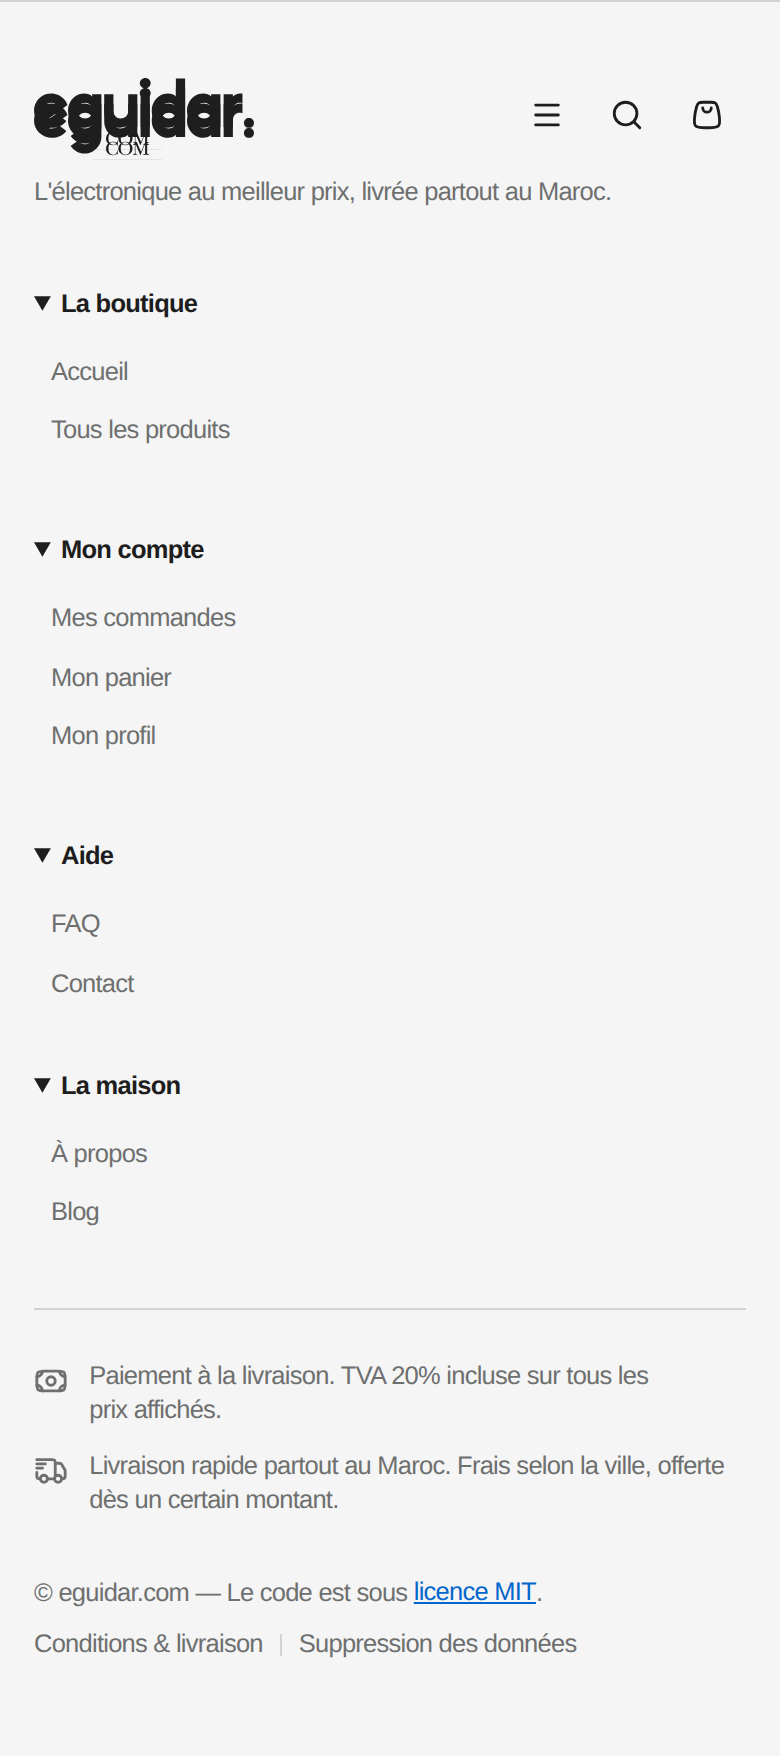 eguidar.
COM
L'électronique au meilleur prix, livrée partout au Maroc.
La boutique
Accueil
Tous les produits
Mon compte
Mes commandes
Mon panier
Mon profil
Aide
FAQ
Contact
La maison
À propos
Blog
Paiement à la livraison. TVA 20% incluse sur tous les
prix affichés.
Livraison rapide partout au Maroc. Frais selon la ville, offerte
dès un certain montant.
© eguidar.com — Le code est sous licence MIT.
Conditions & livraison | Suppression des données